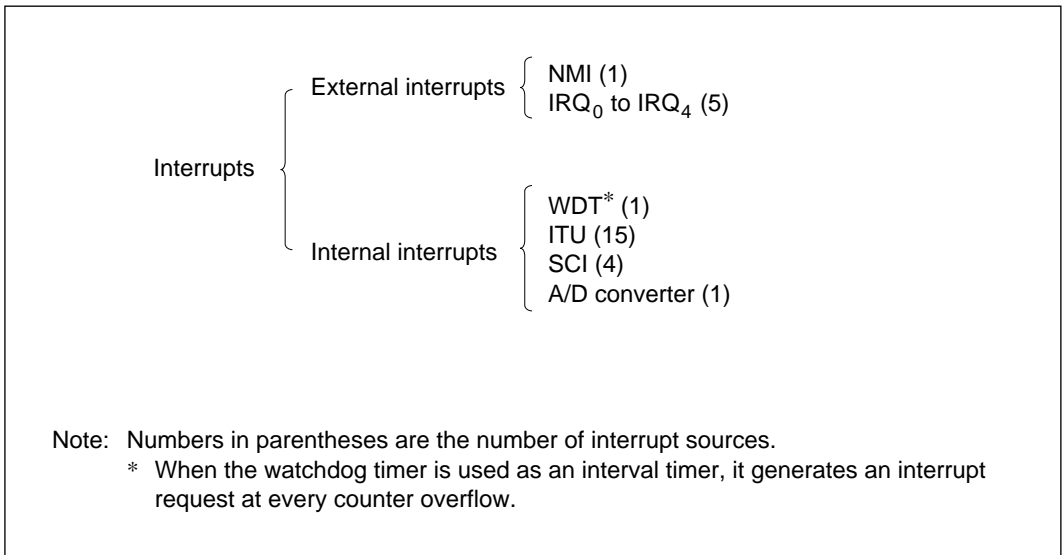 External interrupts
NMI (1)
IRQ₀ to IRQ₄ (5)
Interrupts
Internal interrupts
WDT* (1)
ITU (15)
SCI (4)
A/D converter (1)
Note: Numbers in parentheses are the number of interrupt sources.
* When the watchdog timer is used as an interval timer, it generates an interrupt
request at every counter overflow.